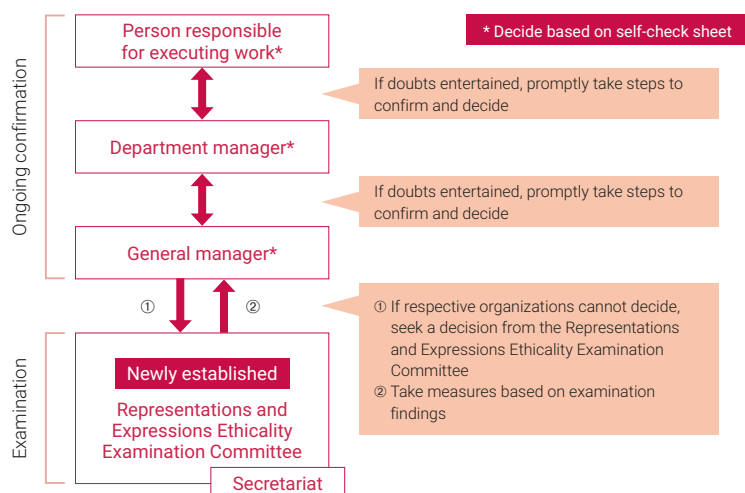 Person responsible
for executing work*
* Decide based on self-check sheet
If doubts entertained, promptly take steps to
confirm and decide
Ongoing confirmation
Department manager*
If doubts entertained, promptly take steps to
confirm and decide
General manager*
①
②
① If respective organizations cannot decide,
seek a decision from the Representations
and Expressions Ethicality Examination
Committee
② Take measures based on examination
findings
Examination
Newly established
Representations and
Expressions Ethicality
Examination Committee
Secretariat